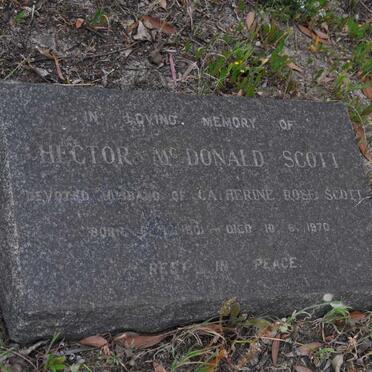 IN LOVING MEMORY OF
HECTOR McDONALD SCOTT
DEVOTED HUSBAND OF CATHERINE ROSE SCOTT
BORN 1901 – DIED 10. 6. 1970
REST IN PEACE